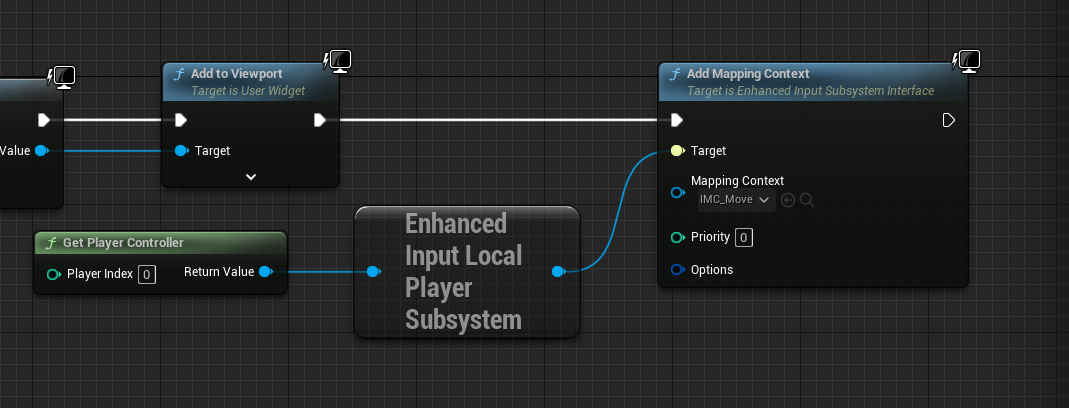 Add to Viewport
Target is User Widget
Value
Target
Add Mapping Context
Target is Enhanced Input Subsystem Interface
Target
Mapping Context
IMC_Move
Priority 0
Options
Get Player Controller
Player Index 0
Return Value
Enhanced
Input Local
Player
Subsystem